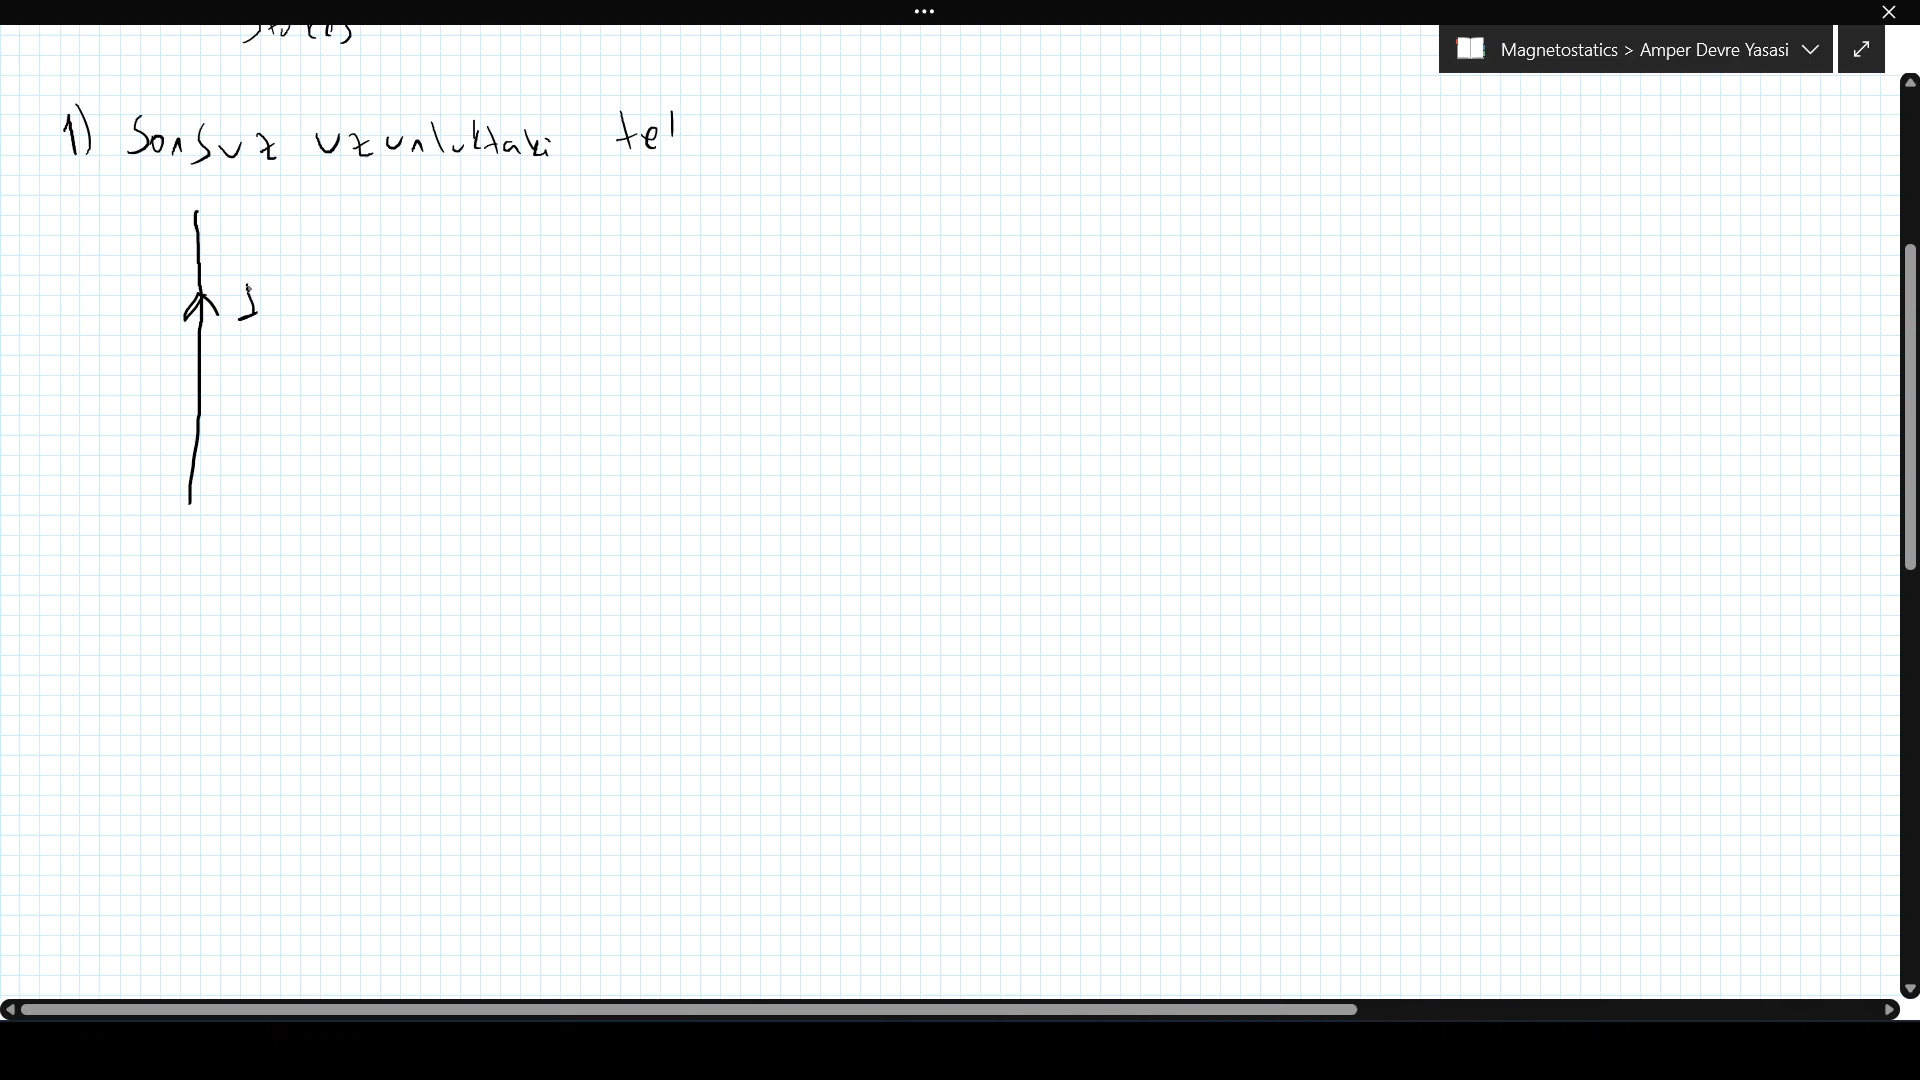 Magnetostatics > Amper Devre Yasasi
1) Sonsuz uzunluktaki tel